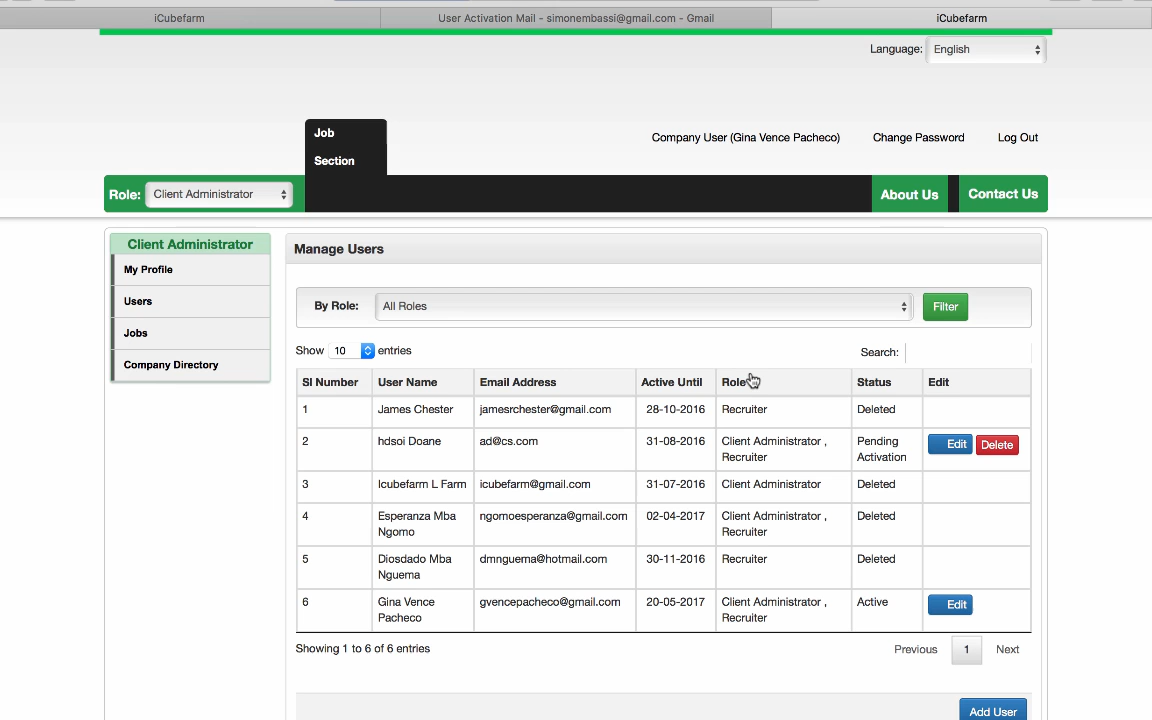 iCubefarm
User Activation Mail - simonembassi@gmail.com - Gmail
iCubefarm
Language: English
Job
Section
Company User (Gina Vence Pacheco)
Change Password
Log Out
Role: Client Administrator
About Us
Contact Us
Client Administrator
My Profile
Users
Jobs
Company Directory
Manage Users
By Role: All Roles Filter
Show 10 entries
Search:
Sl Number User Name Email Address Active Until Role Status Edit
1 James Chester jamesrchester@gmail.com 28-10-2016 Recruiter Deleted
2 hdsoi Doane ad@cs.com 31-08-2016 Client Administrator , Pending Edit Delete
Recruiter Activation
3 Icubefarm L Farm icubefarm@gmail.com 31-07-2016 Client Administrator Deleted
4 Esperanza Mba ngomoesperanza@gmail.com 02-04-2017 Client Administrator , Deleted
Ngomo Recruiter
5 Diosdado Mba dmnguema@hotmail.com 30-11-2016 Recruiter Deleted
Nguema
6 Gina Vence gvencepacheco@gmail.com 20-05-2017 Client Administrator , Active Edit
Pacheco Recruiter
Showing 1 to 6 of 6 entries
Previous 1 Next
Add User